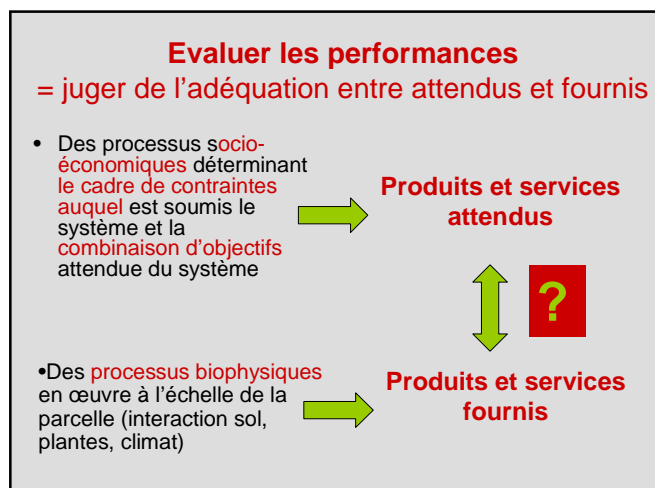 Evaluer les performances
= juger de l'adéquation entre attendus et fournis
• Des processus socio-
économiques déterminant
le cadre de contraintes
auquel est soumis le
système et la
combinaison d'objectifs
attendue du système
Produits et services
attendus
?
•Des processus biophysiques
en œuvre à l'échelle de la
parcelle (interaction sol,
plantes, climat)
Produits et services
fournis